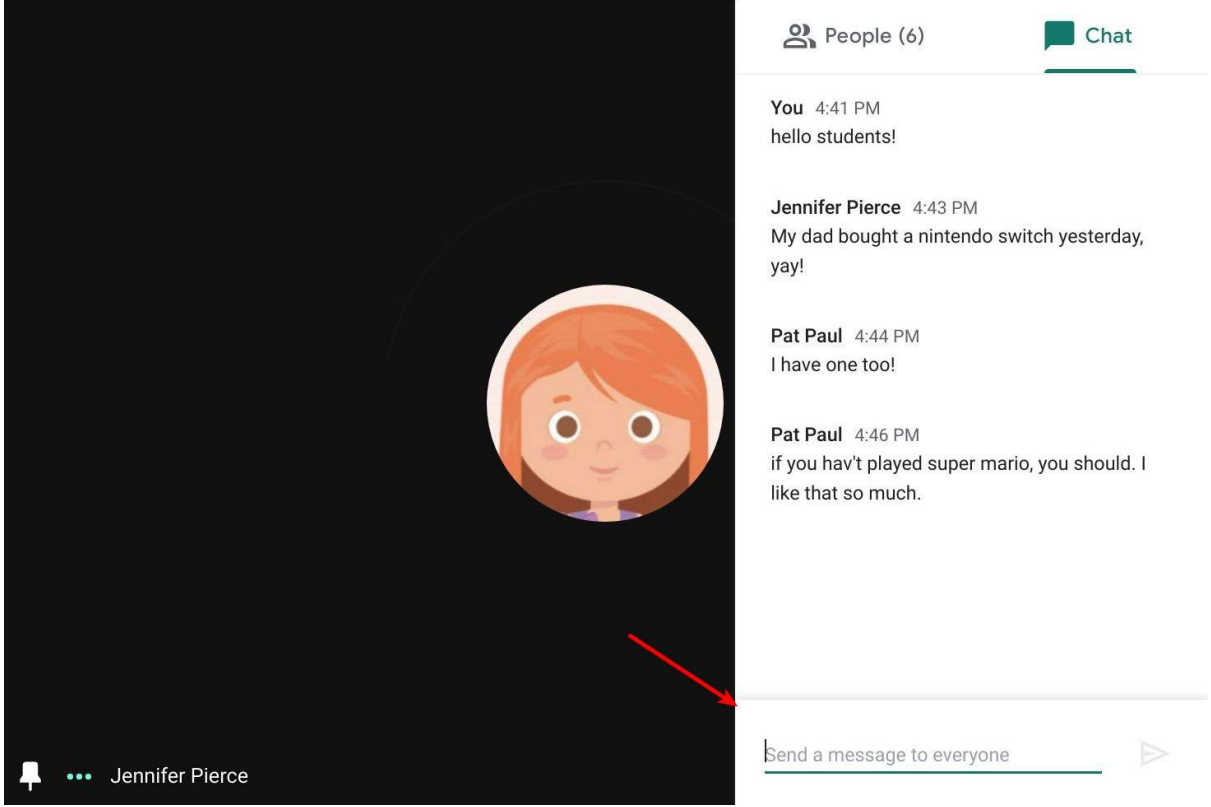 People (6)
Chat
You 4:41 PM
hello students!
Jennifer Pierce 4:43 PM
My dad bought a nintendo switch yesterday,
yay!
Pat Paul 4:44 PM
I have one too!
Pat Paul 4:46 PM
if you hav't played super mario, you should. I
like that so much.
Send a message to everyone
Jennifer Pierce